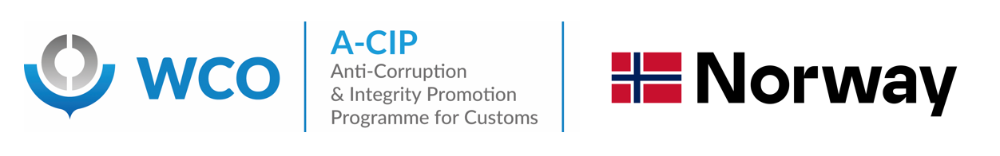 WCO
A-CIP
Anti-Corruption
& Integrity Promotion
Programme for Customs
Norway